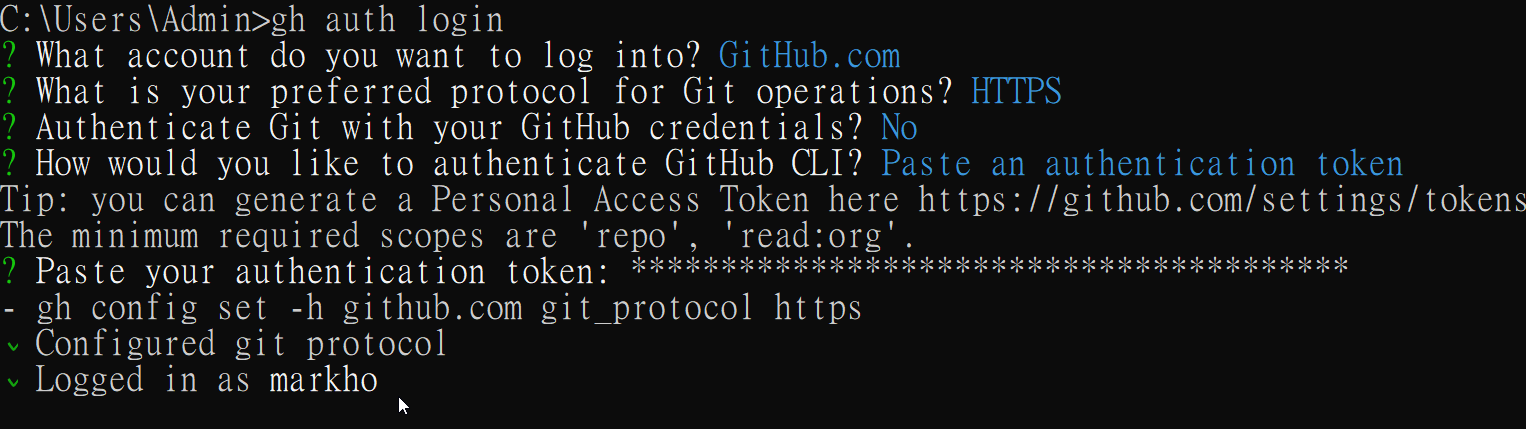 C:\Users\Admin>gh auth login
? What account do you want to log into? GitHub.com
? What is your preferred protocol for Git operations? HTTPS
? Authenticate Git with your GitHub credentials? No
? How would you like to authenticate GitHub CLI? Paste an authentication token
Tip: you can generate a Personal Access Token here https://github.com/settings/tokens
The minimum required scopes are 'repo', 'read:org'.
? Paste your authentication token: ****************************************
- gh config set -h github.com git_protocol https
✓ Configured git protocol
✓ Logged in as markho